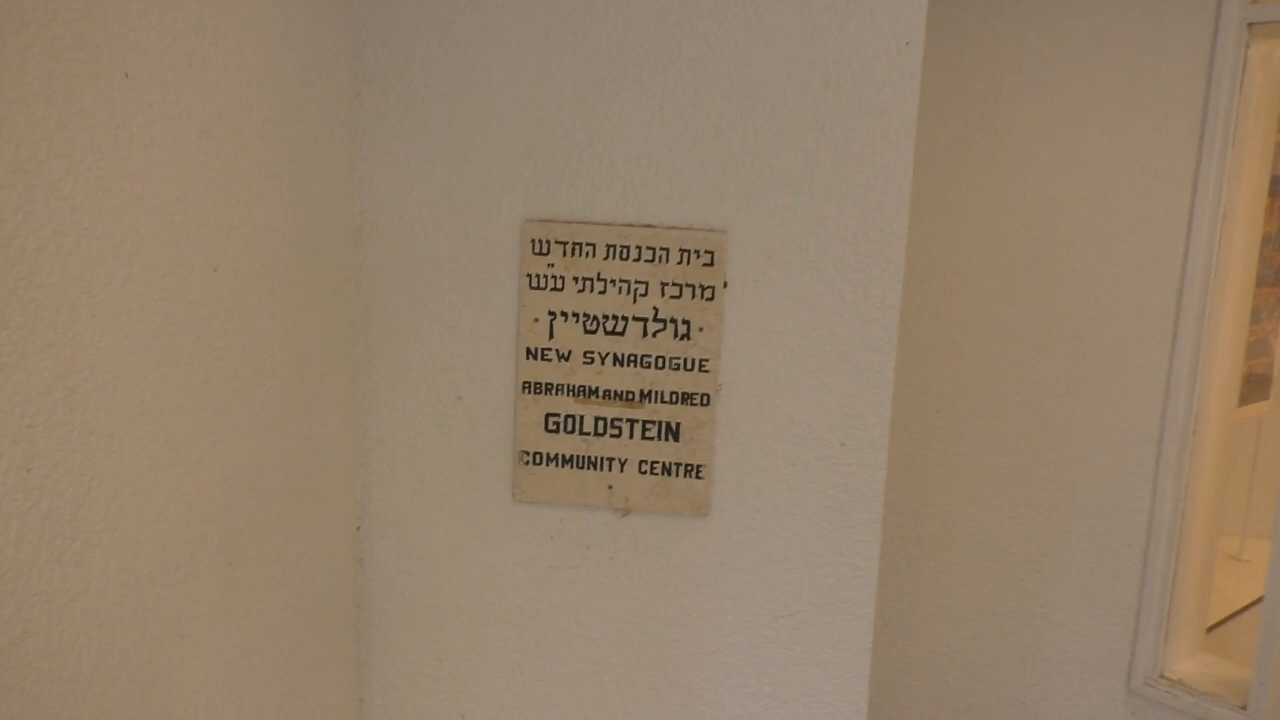 בית הכנסת החדש
מרכז קהילתי ע"ש
· גולדשטיין ·
NEW SYNAGOGUE
ABRAHAM AND MILDRED
GOLDSTEIN
COMMUNITY CENTRE